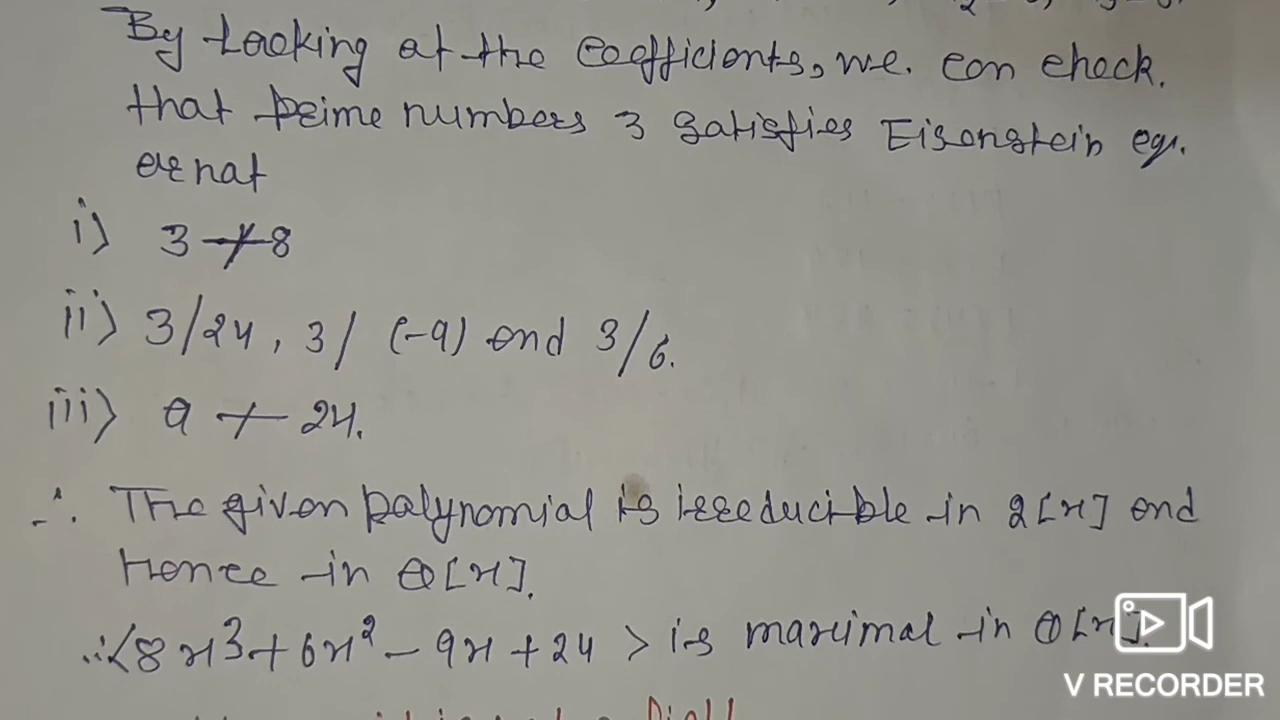 By Looking at the Coefficients, we. can check.
that prime numbers 3 satisfies Eisenstein eq.
or not
i) 3 ∤ 8
ii) 3/24, 3/ (-9) and 3/6.
iii) 9 ∤ 24.
∴ The given polynomial is irreducible in Z[x] and
Hence in Q[x].
∴ <8x³ + 6x² - 9x + 24 > is maximal in Q[x].
V RECORDER